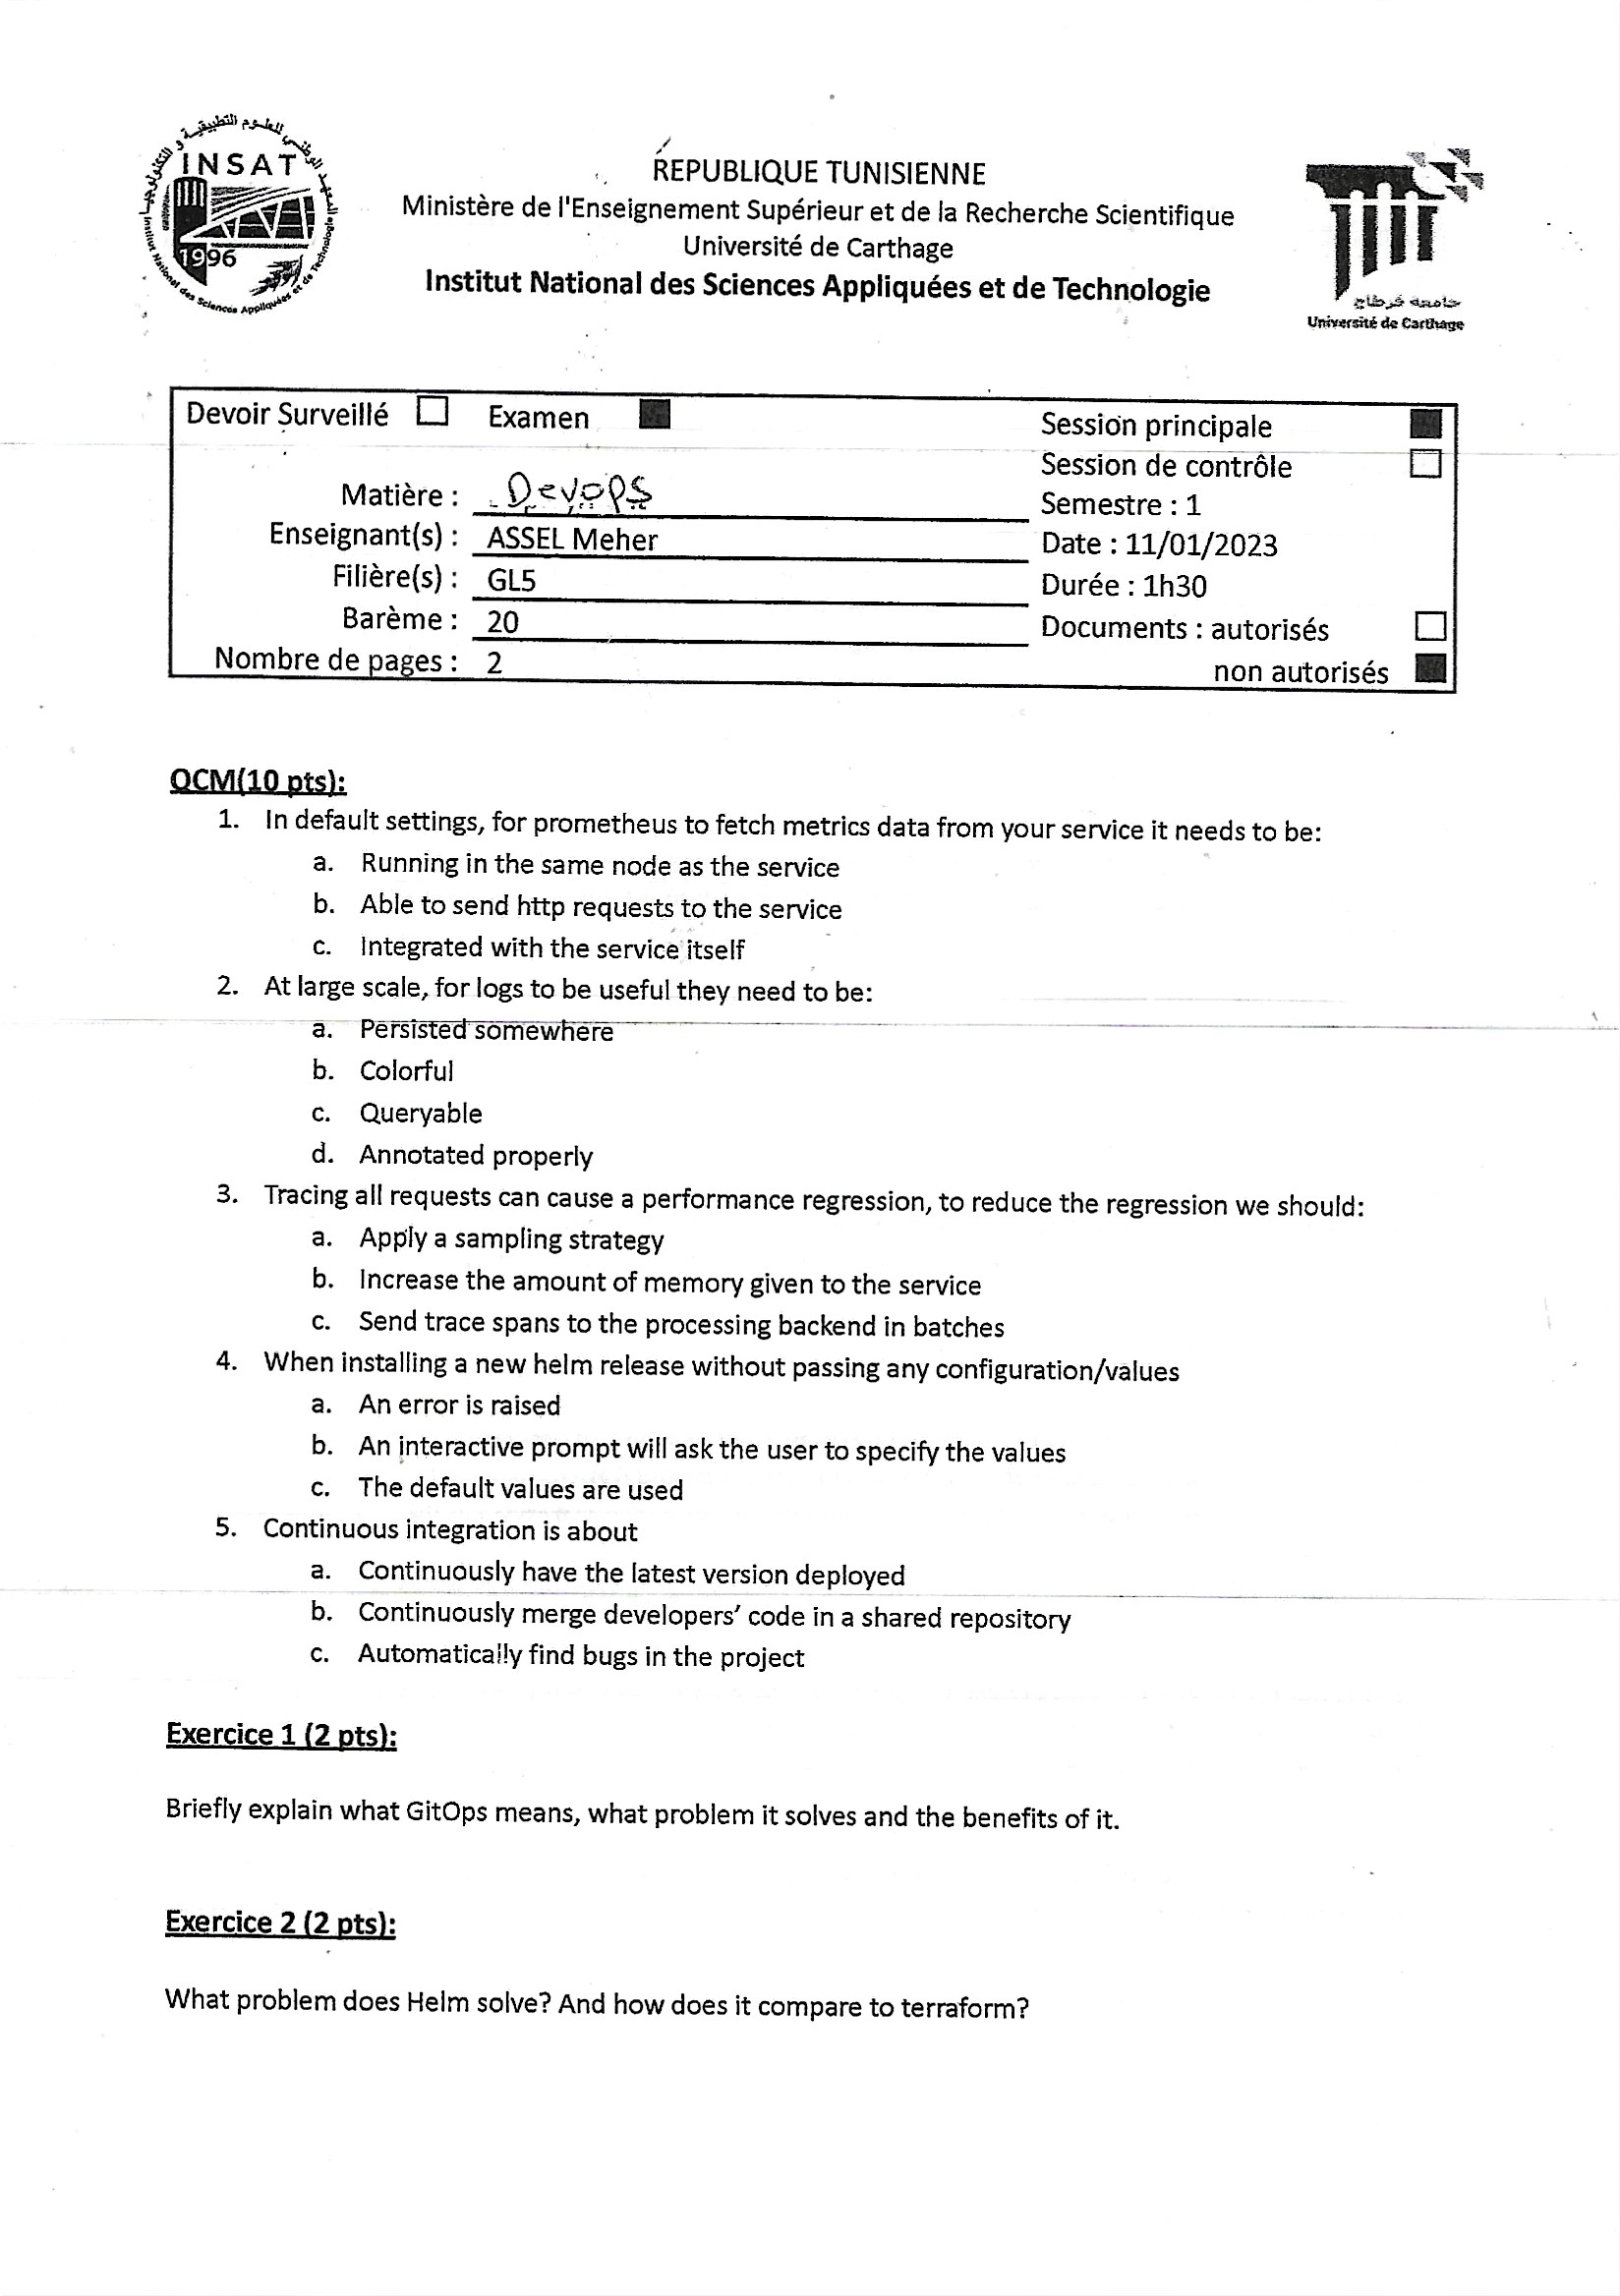 المعهد الوطني للعلوم التطبيقية و التكنولوجيا
INSAT
1996
Institut National des Sciences Appliquées et de Technologie
REPUBLIQUE TUNISIENNE
Ministère de l'Enseignement Supérieur et de la Recherche Scientifique
Université de Carthage
Institut National des Sciences Appliquées et de Technologie
جامعة قرطاج
Université de Carthage
Devoir Surveillé Examen Session principale
Session de contrôle
Matière : Devops Semestre : 1
Enseignant(s) : ASSEL Meher Date : 11/01/2023
Filière(s) : GL5 Durée : 1h30
Barème : 20 Documents : autorisés
Nombre de pages : 2 non autorisés
QCM(10 pts):
1. In default settings, for prometheus to fetch metrics data from your service it needs to be:
a. Running in the same node as the service
b. Able to send http requests to the service
c. Integrated with the service itself
2. At large scale, for logs to be useful they need to be:
a. Persisted somewhere
b. Colorful
c. Queryable
d. Annotated properly
3. Tracing all requests can cause a performance regression, to reduce the regression we should:
a. Apply a sampling strategy
b. Increase the amount of memory given to the service
c. Send trace spans to the processing backend in batches
4. When installing a new helm release without passing any configuration/values
a. An error is raised
b. An interactive prompt will ask the user to specify the values
c. The default values are used
5. Continuous integration is about
a. Continuously have the latest version deployed
b. Continuously merge developers' code in a shared repository
c. Automatically find bugs in the project
Exercice 1 (2 pts):
Briefly explain what GitOps means, what problem it solves and the benefits of it.
Exercice 2 (2 pts):
What problem does Helm solve? And how does it compare to terraform?